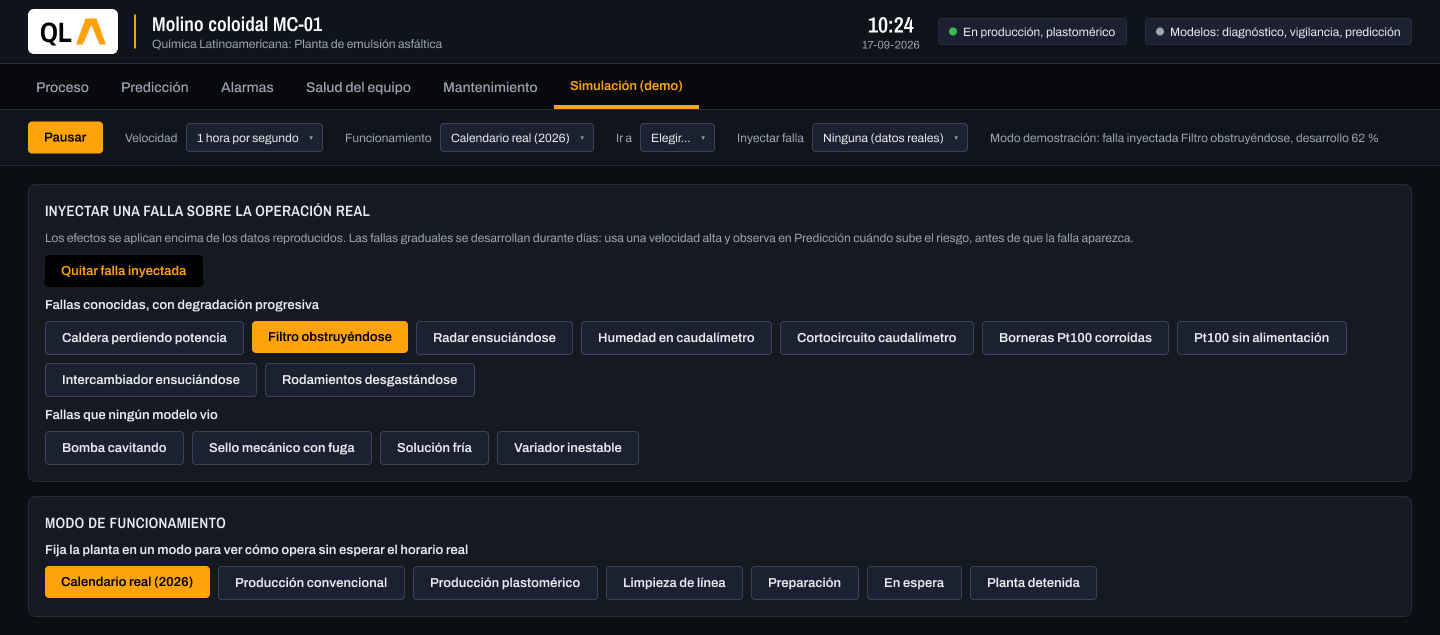 QL
Molino coloidal MC-01
Química Latinoamericana: Planta de emulsión asfáltica
10:24
17-09-2026
En producción, plastomérico
Modelos: diagnóstico, vigilancia, predicción
Proceso
Predicción
Alarmas
Salud del equipo
Mantenimiento
Simulación (demo)
Pausar
Velocidad
1 hora por segundo
Funcionamiento
Calendario real (2026)
Ir a
Elegir...
Inyectar falla
Ninguna (datos reales)
Modo demostración: falla inyectada Filtro obstruyéndose, desarrollo 62 %
INYECTAR UNA FALLA SOBRE LA OPERACIÓN REAL
Los efectos se aplican encima de los datos reproducidos. Las fallas graduales se desarrollan durante días: usa una velocidad alta y observa en Predicción cuándo sube el riesgo, antes de que la falla aparezca.
Quitar falla inyectada
Fallas conocidas, con degradación progresiva
Caldera perdiendo potencia
Filtro obstruyéndose
Radar ensuciándose
Humedad en caudalímetro
Cortocircuito caudalímetro
Borneras Pt100 corroídas
Pt100 sin alimentación
Intercambiador ensuciándose
Rodamientos desgastándose
Fallas que ningún modelo vio
Bomba cavitando
Sello mecánico con fuga
Solución fría
Variador inestable
MODO DE FUNCIONAMIENTO
Fija la planta en un modo para ver cómo opera sin esperar el horario real
Calendario real (2026)
Producción convencional
Producción plastomérico
Limpieza de línea
Preparación
En espera
Planta detenida